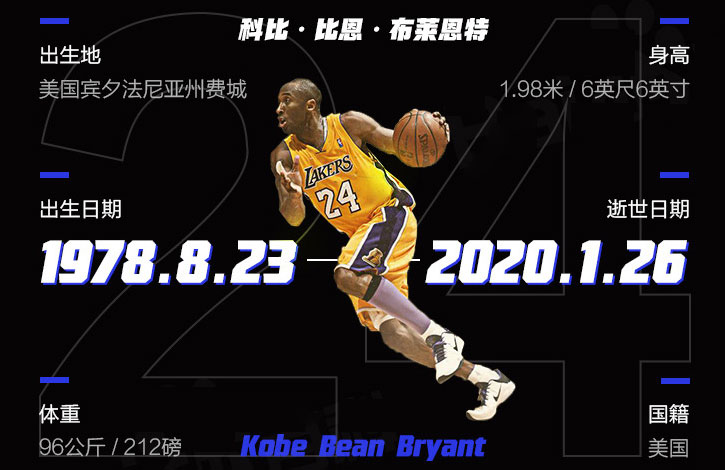 科比 · 比恩 · 布莱恩特
出生地
身高
美国宾夕法尼亚州费城
1.98米 / 6英尺6英寸
出生日期
逝世日期
1978.8.23
2020.1.26
体重
国籍
96公斤 / 212磅
美国
Kobe Bean Bryant
LAKERS
24
SPALDING
24